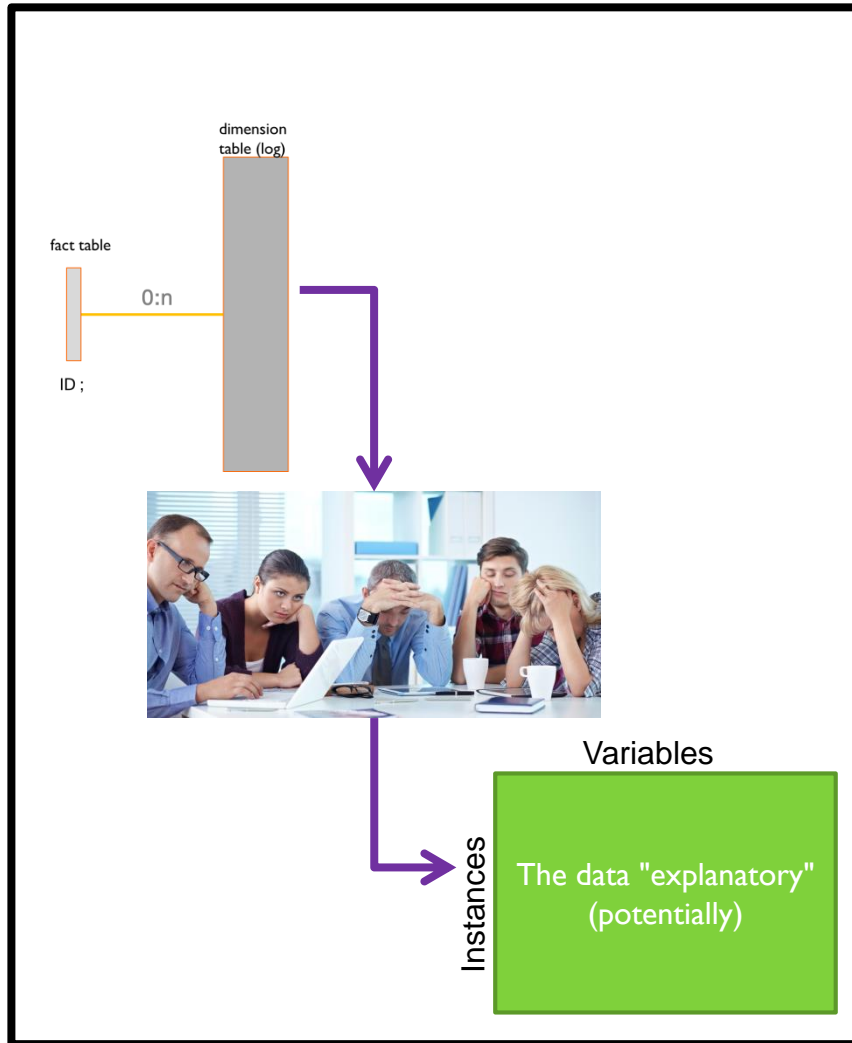 dimension
table (log)
fact table
0:n
ID ;
Variables
Instances
The data "explanatory"
(potentially)